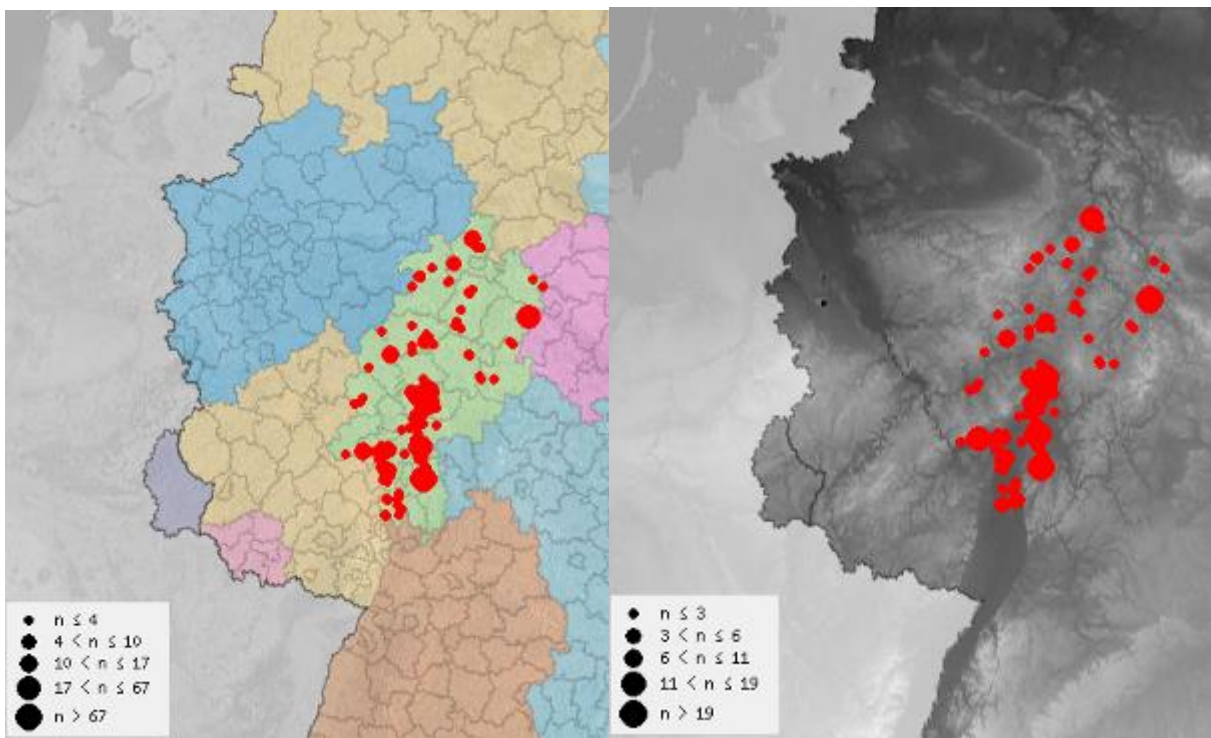 n ≤ 4
4 < n ≤ 10
10 < n ≤ 17
17 < n ≤ 67
n > 67
n ≤ 3
3 < n ≤ 6
6 < n ≤ 11
11 < n ≤ 19
n > 19